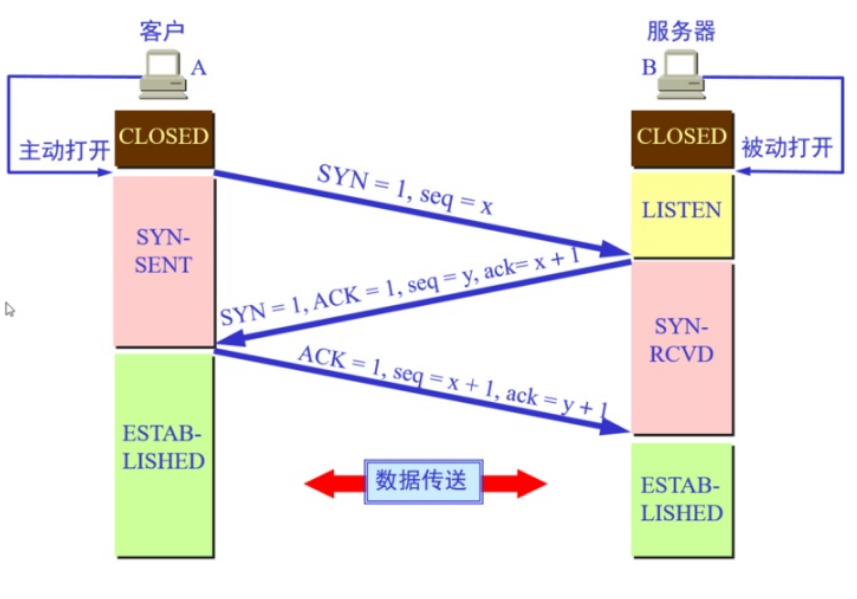 客户
服务器
A
B
CLOSED
CLOSED
主动打开
被动打开
SYN = 1, seq = x
LISTEN
SYN-
SENT
SYN = 1, ACK = 1, seq = y, ack= x + 1
SYN-
RCVD
ACK = 1, seq = x + 1, ack = y + 1
ESTAB-
LISHED
数据传送
ESTAB-
LISHED